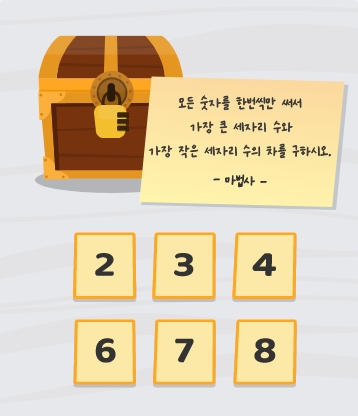 모든 숫자를 한번씩만 써서
가장 큰 세자리 수와
가장 작은 세자리 수의 차를 구하시오.
- 마법사 -
2 3 4
6 7 8